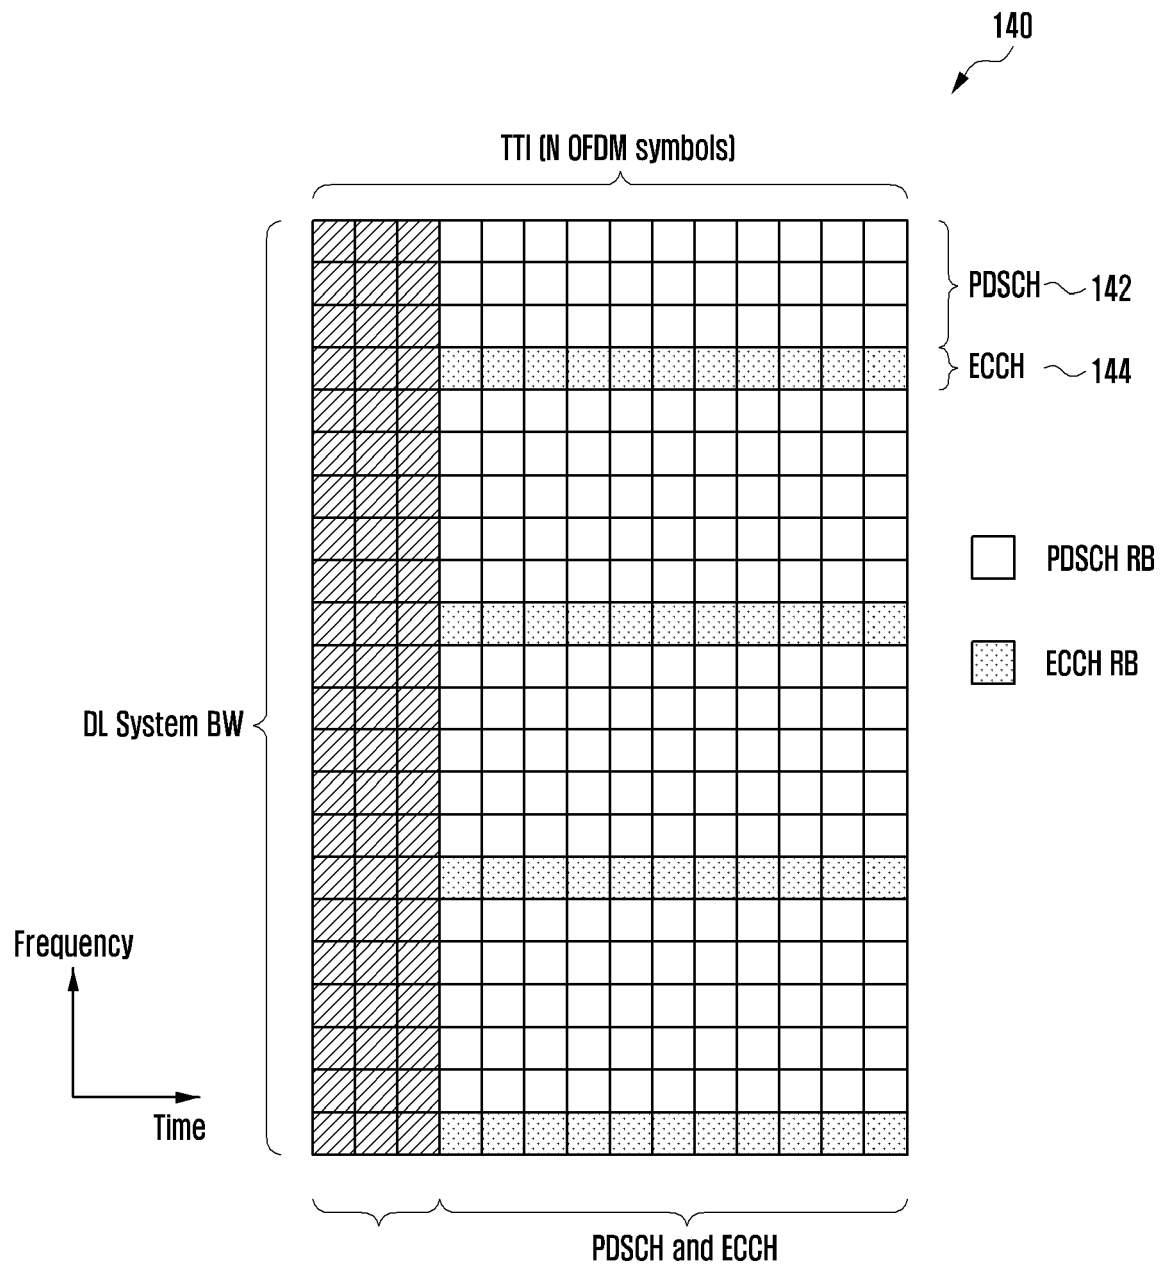 140
TTI (N OFDM symbols)
PDSCH 142
ECCH 144
PDSCH RB
ECCH RB
DL System BW
Frequency
Time
PDSCH and ECCH